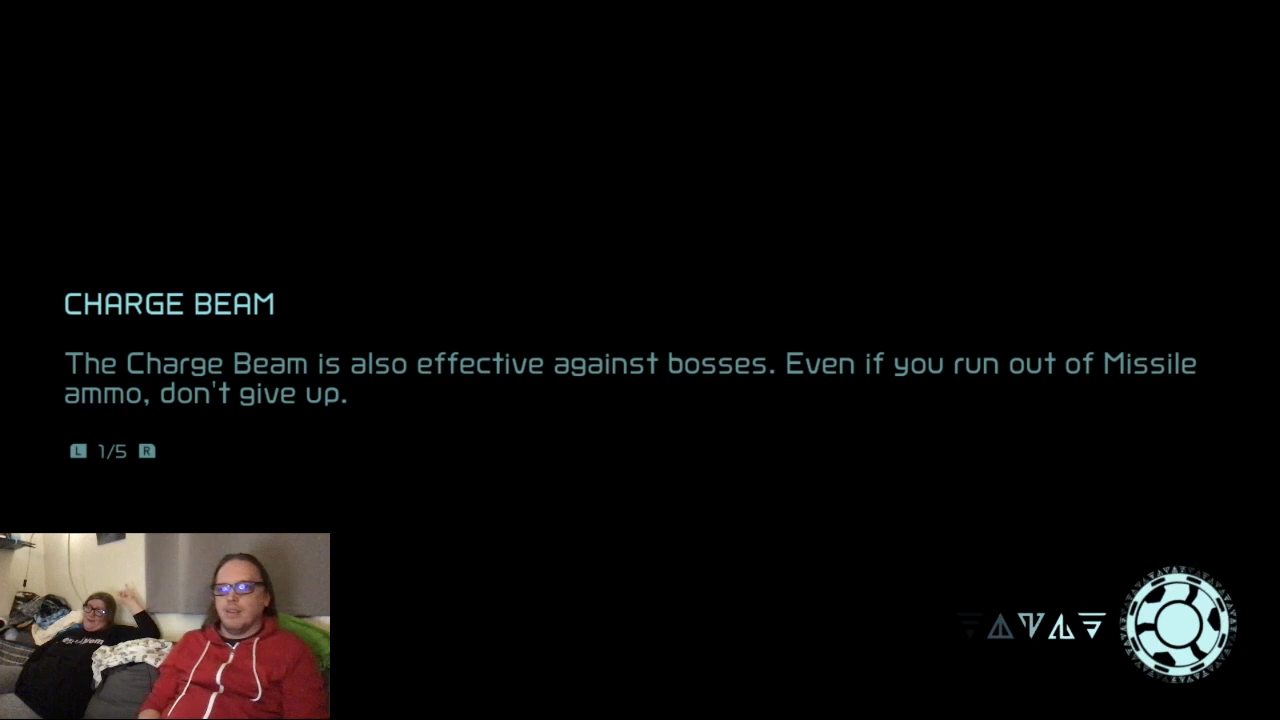 CHARGE BEAM
The Charge Beam is also effective against bosses. Even if you run out of Missile
ammo, don't give up.
L 1/5 R